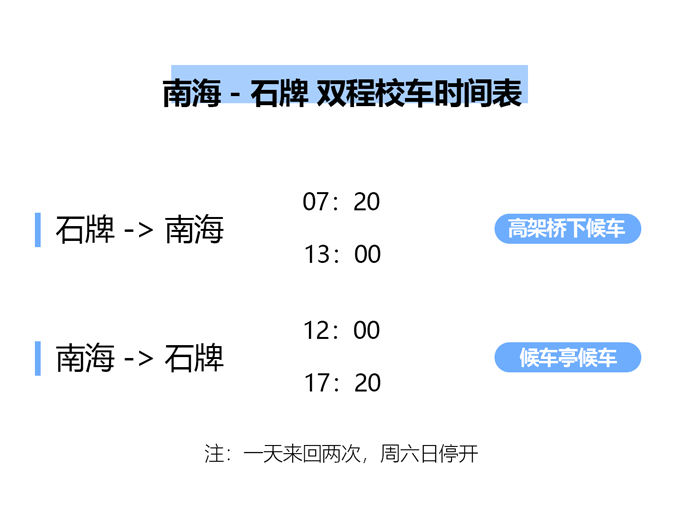 南海 - 石牌 双程校车时间表
石牌 -> 南海
07：20
13：00
高架桥下候车
南海 -> 石牌
12：00
17：20
候车亭候车
注：一天来回两次，周六日停开